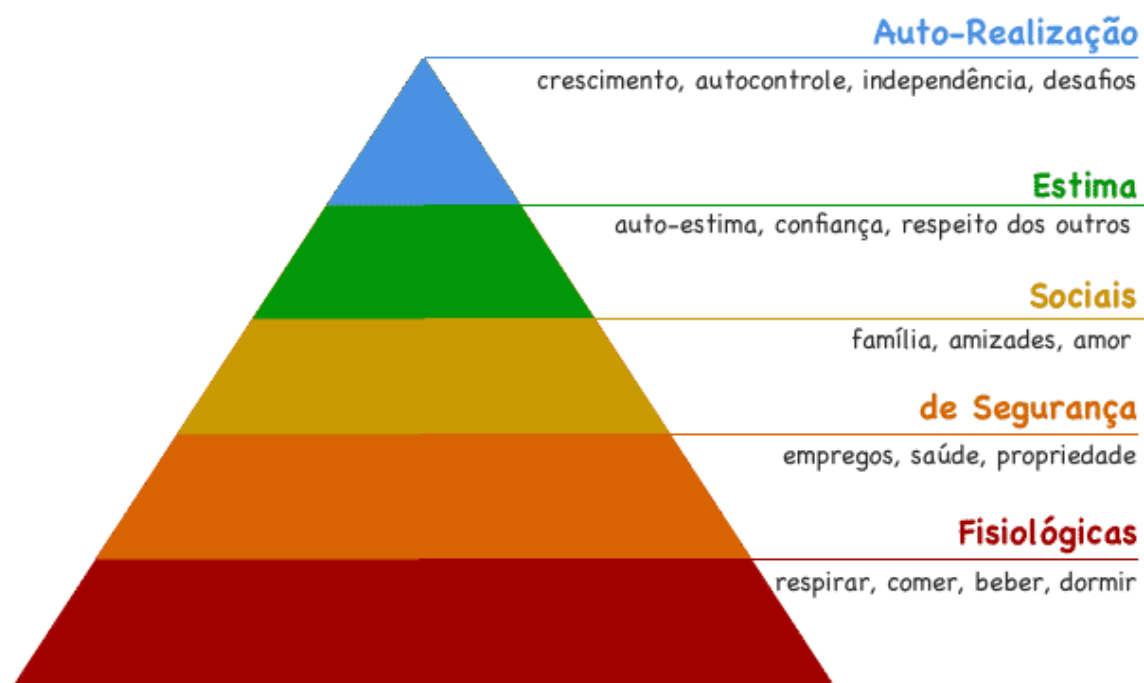 Auto-Realização
crescimento, autocontrole, independência, desafios
Estima
auto-estima, confiança, respeito dos outros
Sociais
família, amizades, amor
de Segurança
empregos, saúde, propriedade
Fisiológicas
respirar, comer, beber, dormir